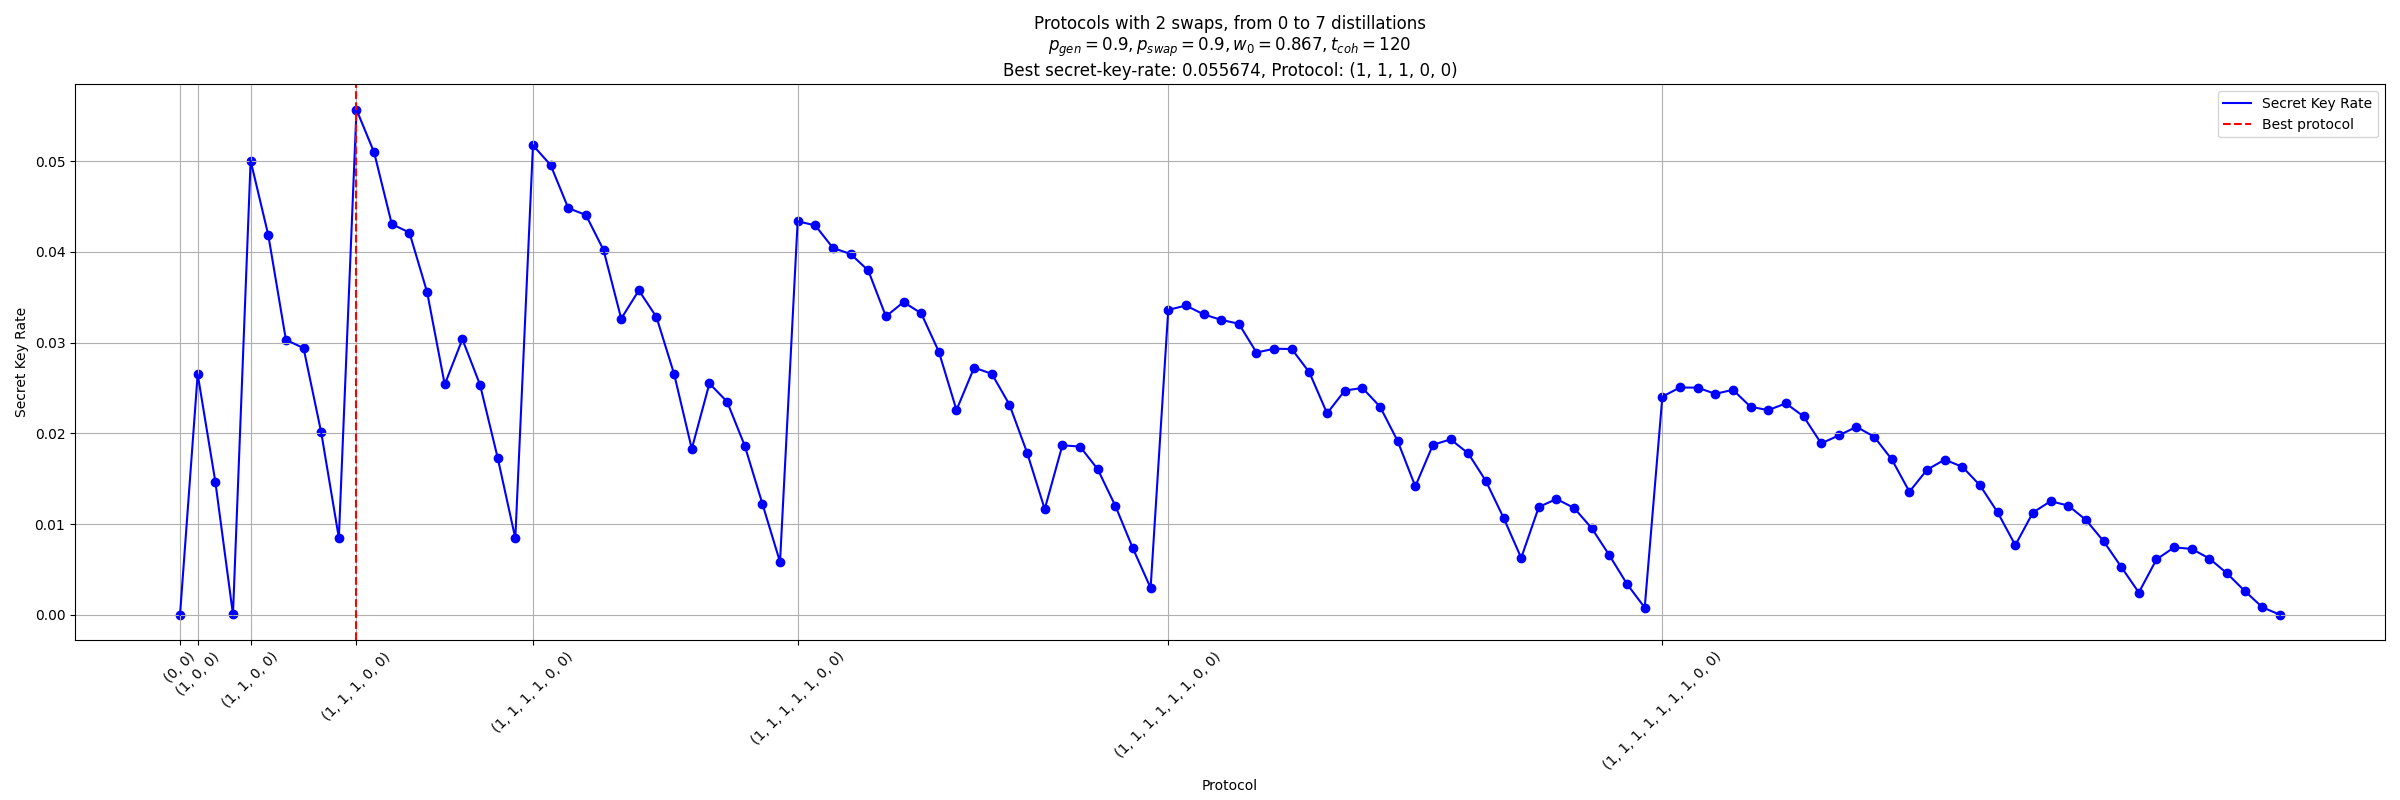 Protocols with 2 swaps, from 0 to 7 distillations
p_gen = 0.9, p_swap = 0.9, w_0 = 0.867, t_coh = 120
Best secret-key-rate: 0.055674, Protocol: (1, 1, 1, 0, 0)
Secret Key Rate
Best protocol
Secret Key Rate
0.05
0.04
0.03
0.02
0.01
0.00
(0, 0)
(1, 0, 0)
(1, 1, 0, 0)
(1, 1, 1, 0, 0)
(1, 1, 1, 1, 0, 0)
(1, 1, 1, 1, 1, 0, 0)
(1, 1, 1, 1, 1, 1, 0, 0)
(1, 1, 1, 1, 1, 1, 1, 0, 0)
Protocol